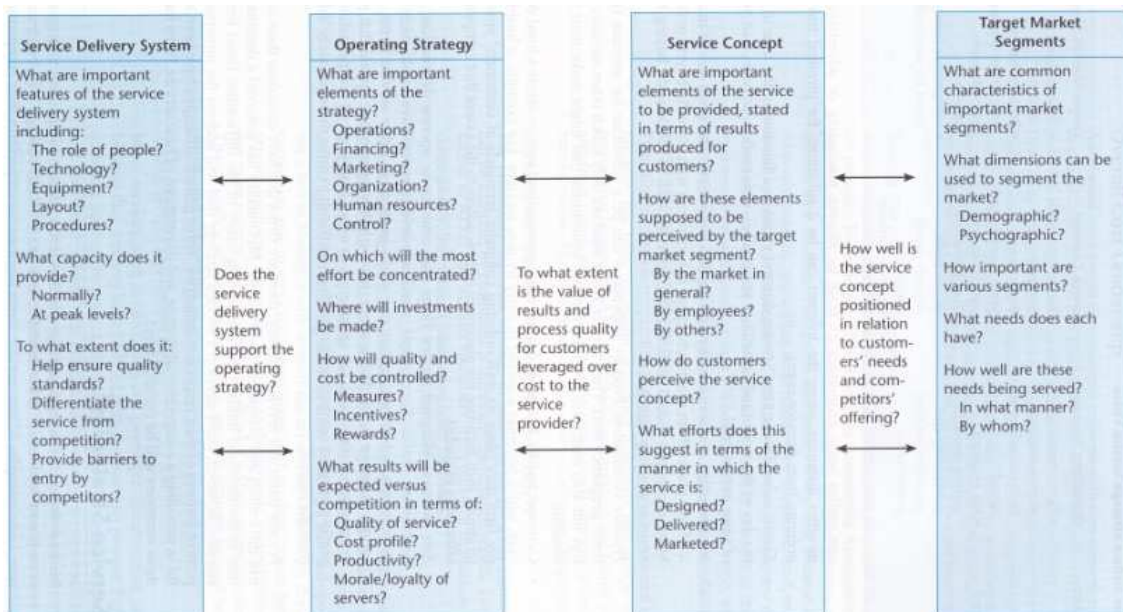 Service Delivery System
What are important
features of the service
delivery system
including:
The role of people?
Technology?
Equipment?
Layout?
Procedures?
What capacity does it
provide?
Normally?
At peak levels?
To what extent does it:
Help ensure quality
standards?
Differentiate the
service from
competition?
Provide barriers to
entry by
competitors?
Does the
service
delivery
system
support the
operating
strategy?
Operating Strategy
What are important
elements of the
strategy?
Operations?
Financing?
Marketing?
Organization?
Human resources?
Control?
On which will the most
effort be concentrated?
Where will investments
be made?
How will quality and
cost be controlled?
Measures?
Incentives?
Rewards?
What results will be
expected versus
competition in terms of:
Quality of service?
Cost profile?
Productivity?
Morale/loyalty of
servers?
To what extent
is the value of
results and
process quality
for customers
leveraged over
cost to the
service
provider?
Service Concept
What are important
elements of the service
to be provided, stated
in terms of results
produced for
customers?
How are these elements
supposed to be
perceived by the target
market segment?
By the market in
general?
By employees?
By others?
How do customers
perceive the service
concept?
What efforts does this
suggest in terms of the
manner in which the
service is:
Designed?
Delivered?
Marketed?
How well is
the service
concept
positioned
in relation
to custom-
ers' needs
and com-
petitors'
offering?
Target Market
Segments
What are common
characteristics of
important market
segments?
What dimensions can be
used to segment the
market?
Demographic?
Psychographic?
How important are
various segments?
What needs does each
have?
How well are these
needs being served?
In what manner?
By whom?